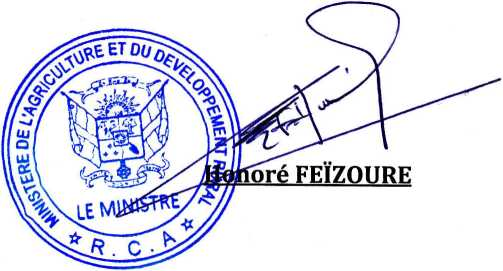 MINISTERE DE L'AGRICULTURE ET DU DEVELOPPEMENT RURAL
LE MINISTRE
R.C.A
Honoré FEÏZOURE